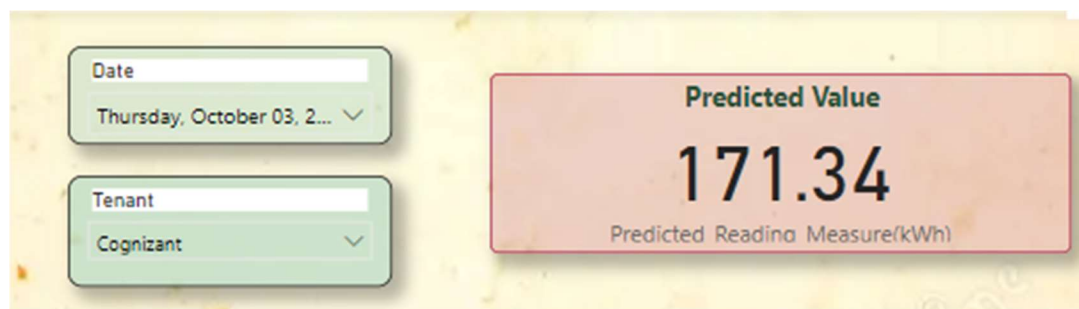 Date
Thursday, October 03, 2...
Tenant
Cognizant
Predicted Value
171.34
Predicted Reading Measure(kWh)